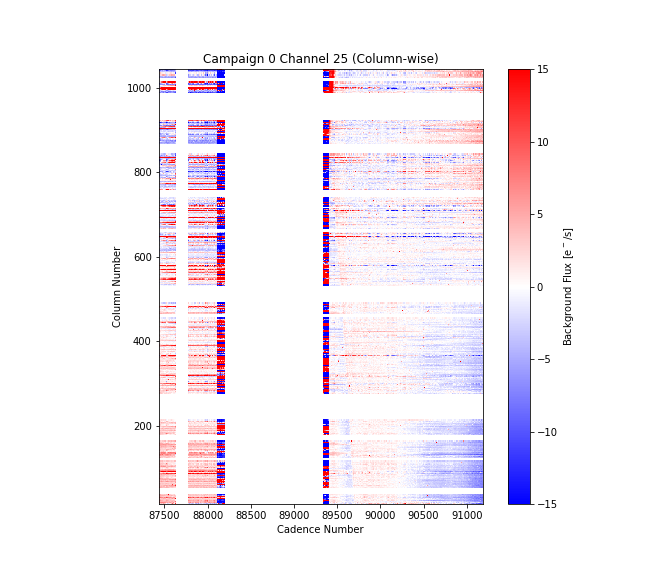 Campaign 0 Channel 25 (Column-wise)
1000
800
600
400
200
Column Number
87500 88000 88500 89000 89500 90000 90500 91000
Cadence Number
15
10
5
0
−5
−10
−15
Background Flux [e⁻/s]